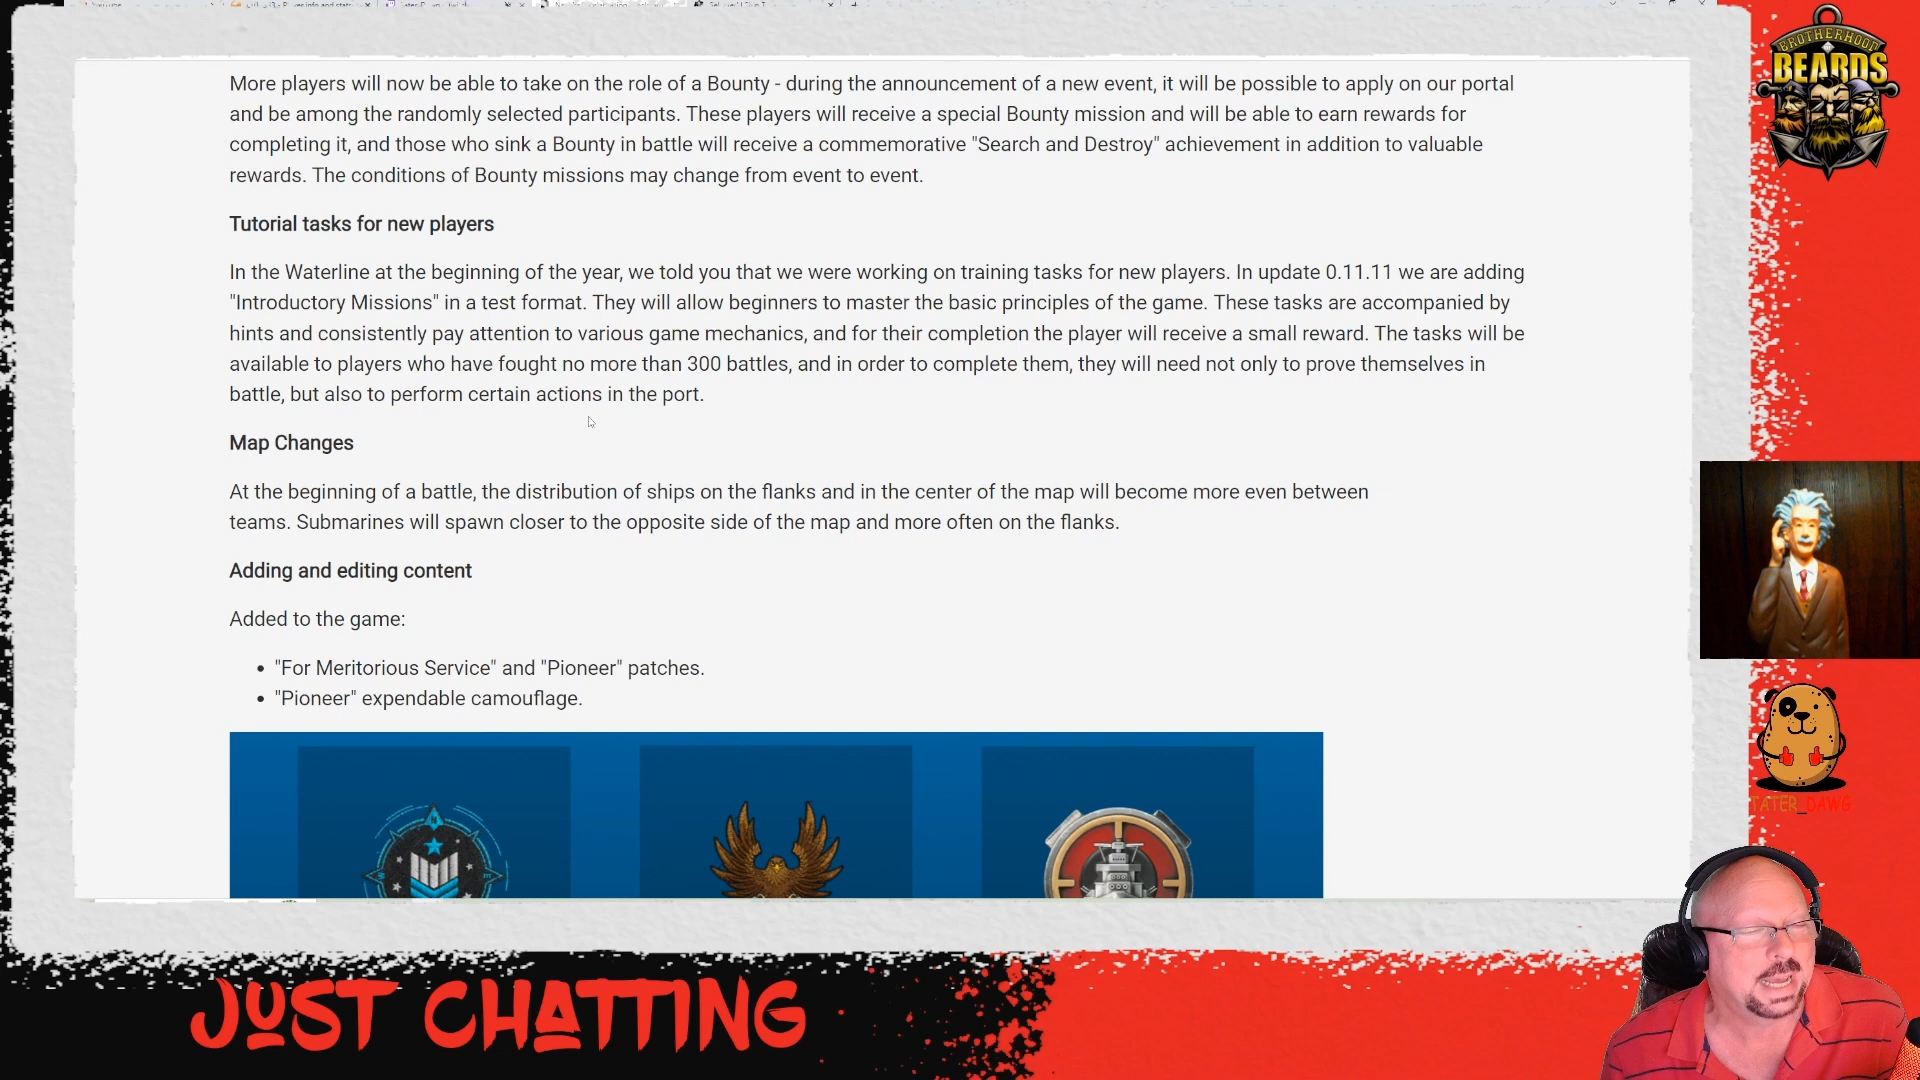 BROTHERHOOD
BEARDS
More players will now be able to take on the role of a Bounty - during the announcement of a new event, it will be possible to apply on our portal
and be among the randomly selected participants. These players will receive a special Bounty mission and will be able to earn rewards for
completing it, and those who sink a Bounty in battle will receive a commemorative "Search and Destroy" achievement in addition to valuable
rewards. The conditions of Bounty missions may change from event to event.
Tutorial tasks for new players
In the Waterline at the beginning of the year, we told you that we were working on training tasks for new players. In update 0.11.11 we are adding
"Introductory Missions" in a test format. They will allow beginners to master the basic principles of the game. These tasks are accompanied by
hints and consistently pay attention to various game mechanics, and for their completion the player will receive a small reward. The tasks will be
available to players who have fought no more than 300 battles, and in order to complete them, they will need not only to prove themselves in
battle, but also to perform certain actions in the port.
Map Changes
At the beginning of a battle, the distribution of ships on the flanks and in the center of the map will become more even between
teams. Submarines will spawn closer to the opposite side of the map and more often on the flanks.
Adding and editing content
Added to the game:
• "For Meritorious Service" and "Pioneer" patches.
• "Pioneer" expendable camouflage.
TATER_DAWG
JUST CHATTING